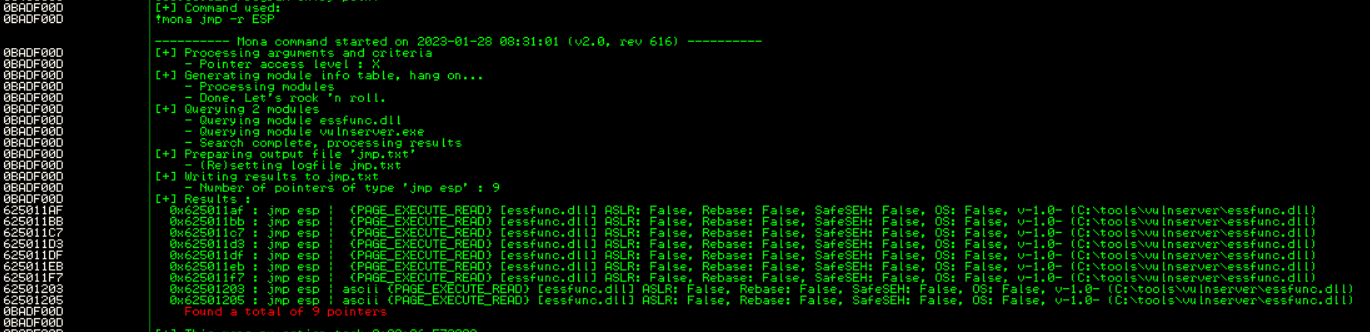 0BADF00D [+] Command used:
0BADF00D !mona jmp -r ESP
---------- Mona command started on 2023-01-28 08:31:01 (v2.0, rev 616) ----------
0BADF00D [+] Processing arguments and criteria
0BADF00D - Pointer access level : X
0BADF00D [+] Generating module info table, hang on...
0BADF00D - Processing modules
0BADF00D - Done. Let's rock 'n roll.
0BADF00D [+] Querying 2 modules
0BADF00D - Querying module essfunc.dll
0BADF00D - Querying module vulnserver.exe
0BADF00D - Search complete, processing results
0BADF00D [+] Preparing output file 'jmp.txt'
0BADF00D - (Re)setting logfile jmp.txt
0BADF00D [+] Writing results to jmp.txt
0BADF00D - Number of pointers of type 'jmp esp' : 9
0BADF00D [+] Results :
625011AF 0x625011af : jmp esp | {PAGE_EXECUTE_READ} [essfunc.dll] ASLR: False, Rebase: False, SafeSEH: False, OS: False, v-1.0- (C:\tools\vulnserver\essfunc.dll)
625011BB 0x625011bb : jmp esp | {PAGE_EXECUTE_READ} [essfunc.dll] ASLR: False, Rebase: False, SafeSEH: False, OS: False, v-1.0- (C:\tools\vulnserver\essfunc.dll)
625011C7 0x625011c7 : jmp esp | {PAGE_EXECUTE_READ} [essfunc.dll] ASLR: False, Rebase: False, SafeSEH: False, OS: False, v-1.0- (C:\tools\vulnserver\essfunc.dll)
625011D3 0x625011d3 : jmp esp | {PAGE_EXECUTE_READ} [essfunc.dll] ASLR: False, Rebase: False, SafeSEH: False, OS: False, v-1.0- (C:\tools\vulnserver\essfunc.dll)
625011DF 0x625011df : jmp esp | {PAGE_EXECUTE_READ} [essfunc.dll] ASLR: False, Rebase: False, SafeSEH: False, OS: False, v-1.0- (C:\tools\vulnserver\essfunc.dll)
625011EB 0x625011eb : jmp esp | {PAGE_EXECUTE_READ} [essfunc.dll] ASLR: False, Rebase: False, SafeSEH: False, OS: False, v-1.0- (C:\tools\vulnserver\essfunc.dll)
625011F7 0x625011f7 : jmp esp | {PAGE_EXECUTE_READ} [essfunc.dll] ASLR: False, Rebase: False, SafeSEH: False, OS: False, v-1.0- (C:\tools\vulnserver\essfunc.dll)
62501203 0x62501203 : jmp esp | ascii {PAGE_EXECUTE_READ} [essfunc.dll] ASLR: False, Rebase: False, SafeSEH: False, OS: False, v-1.0- (C:\tools\vulnserver\essfunc.dll)
62501205 0x62501205 : jmp esp | ascii {PAGE_EXECUTE_READ} [essfunc.dll] ASLR: False, Rebase: False, SafeSEH: False, OS: False, v-1.0- (C:\tools\vulnserver\essfunc.dll)
0BADF00D Found a total of 9 pointers
0BADF00D